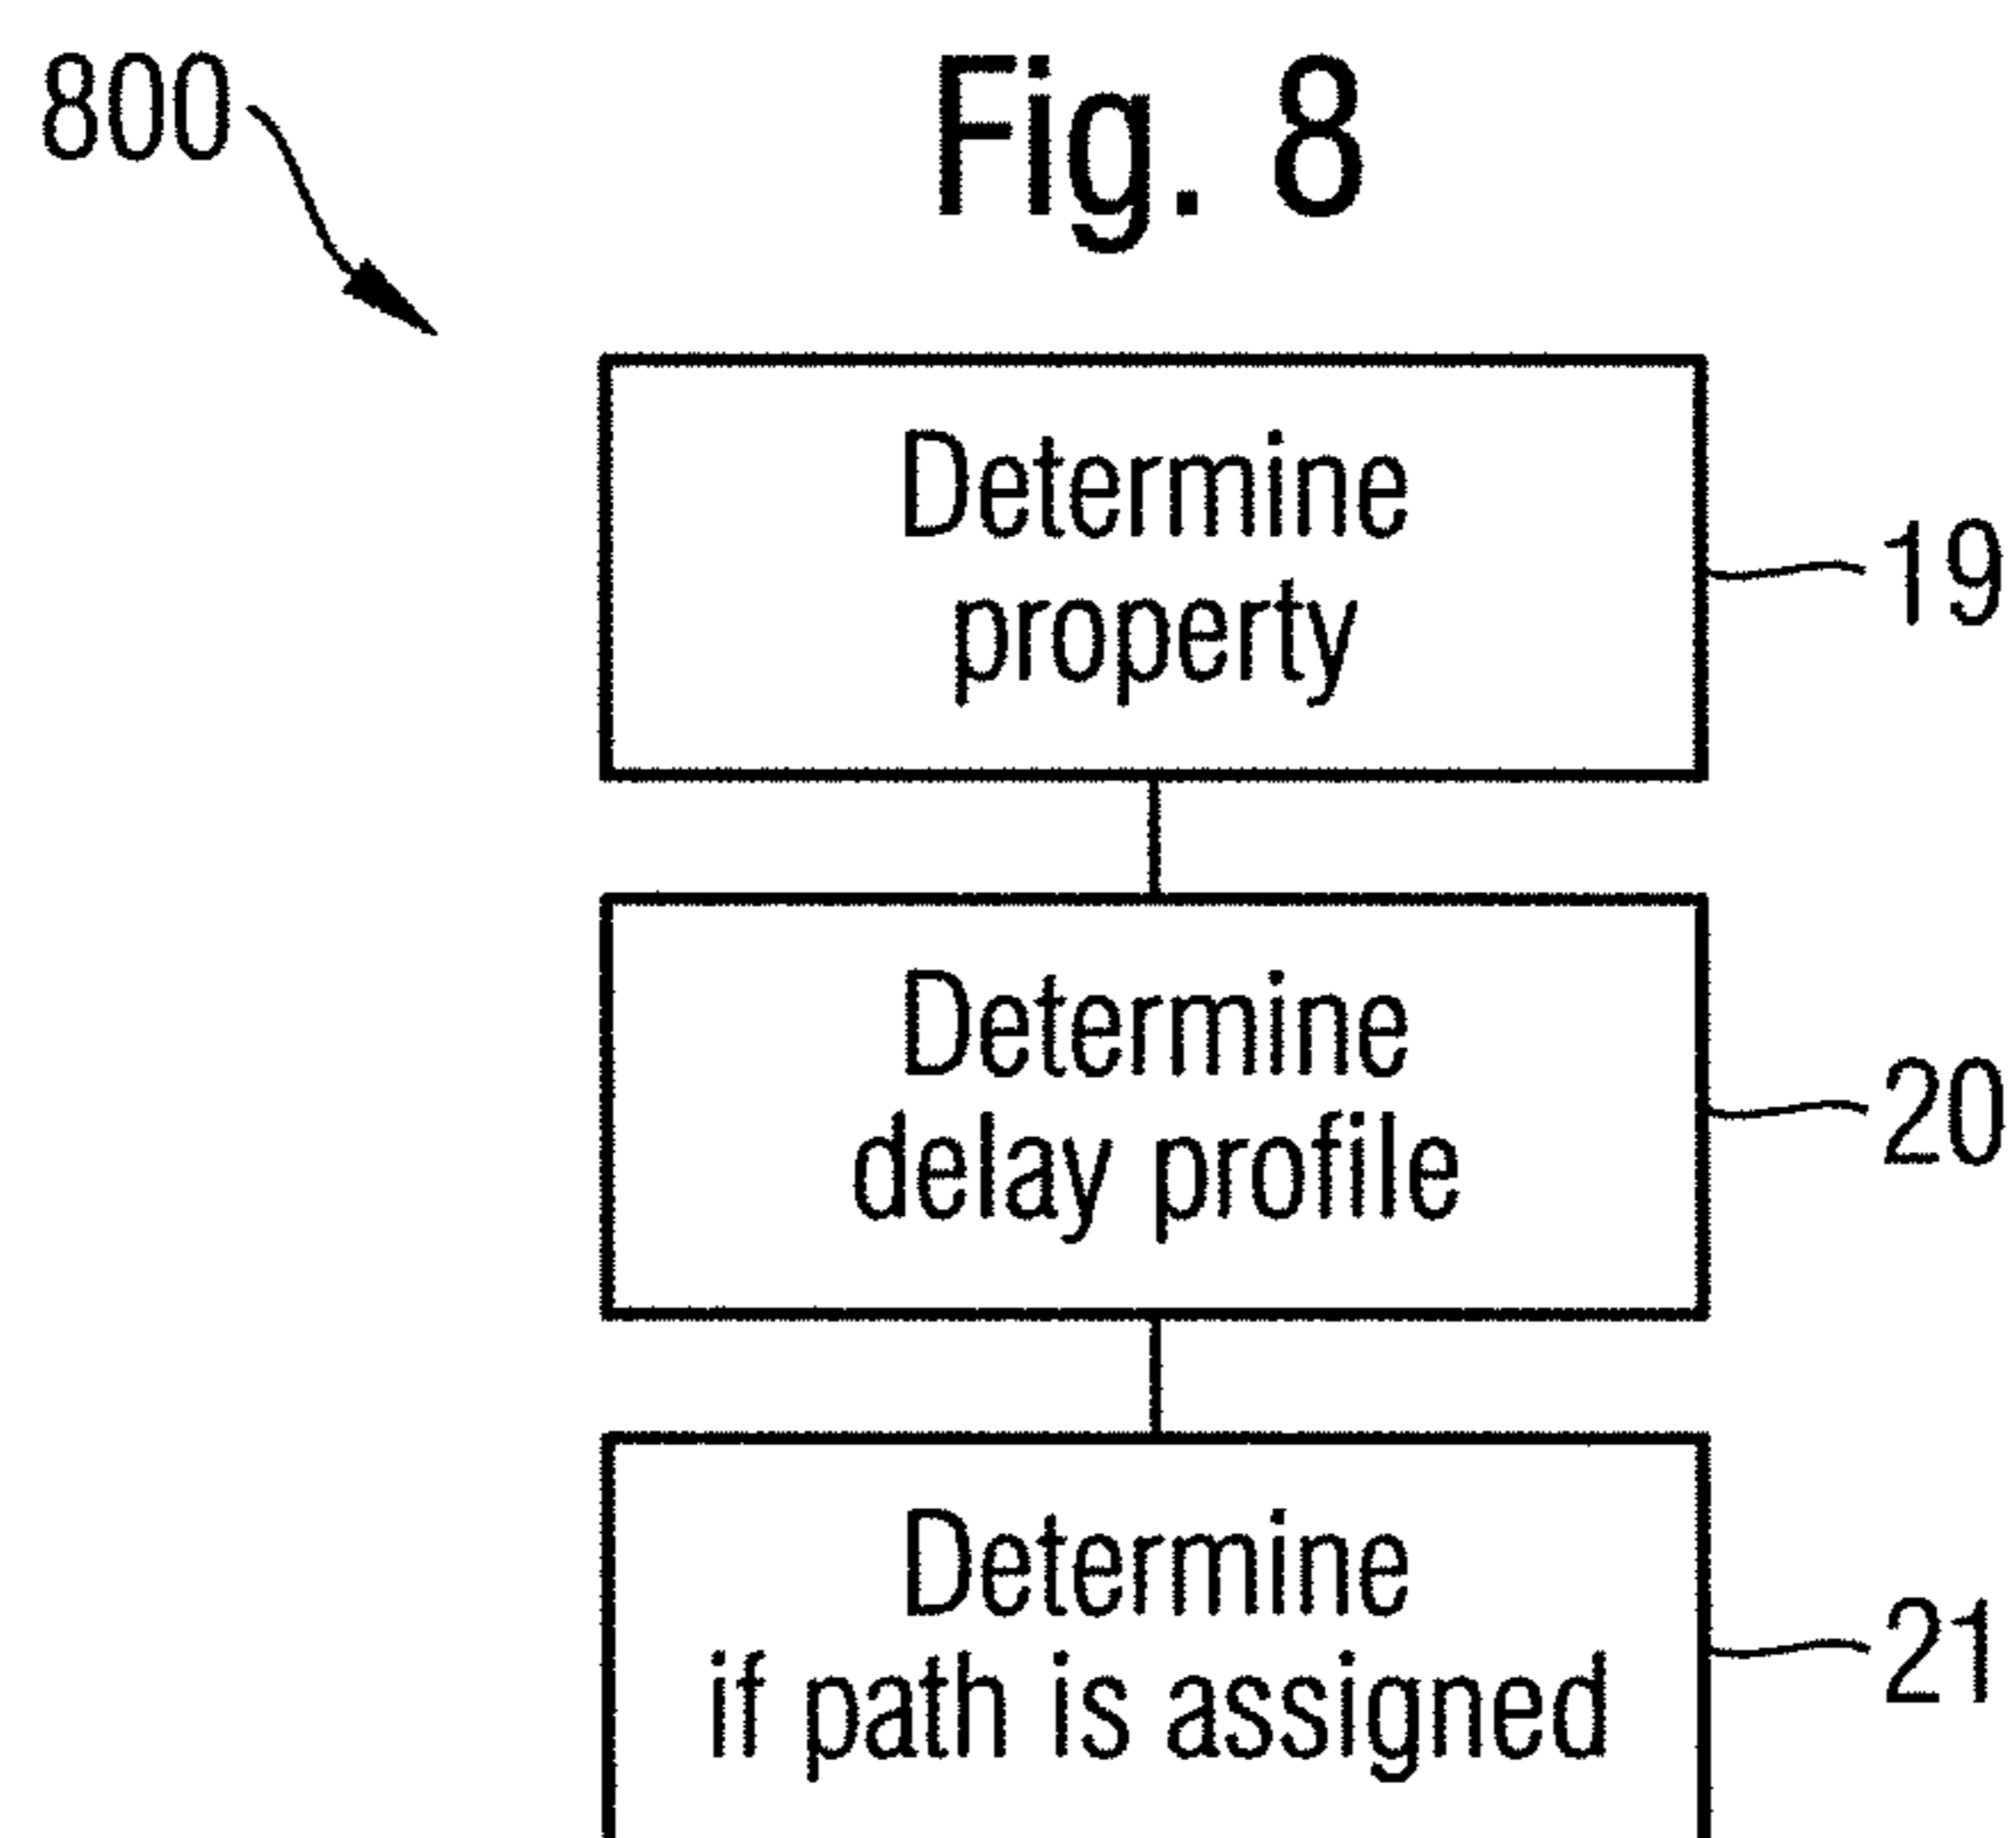 800
Fig. 8
Determine
property
19
Determine
delay profile
20
Determine
if path is assigned
21